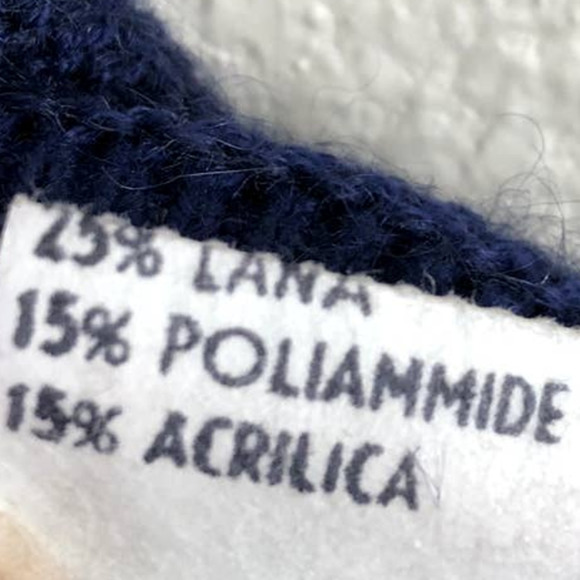 25% LANA
15% POLIAMMIDE
15% ACRILICA